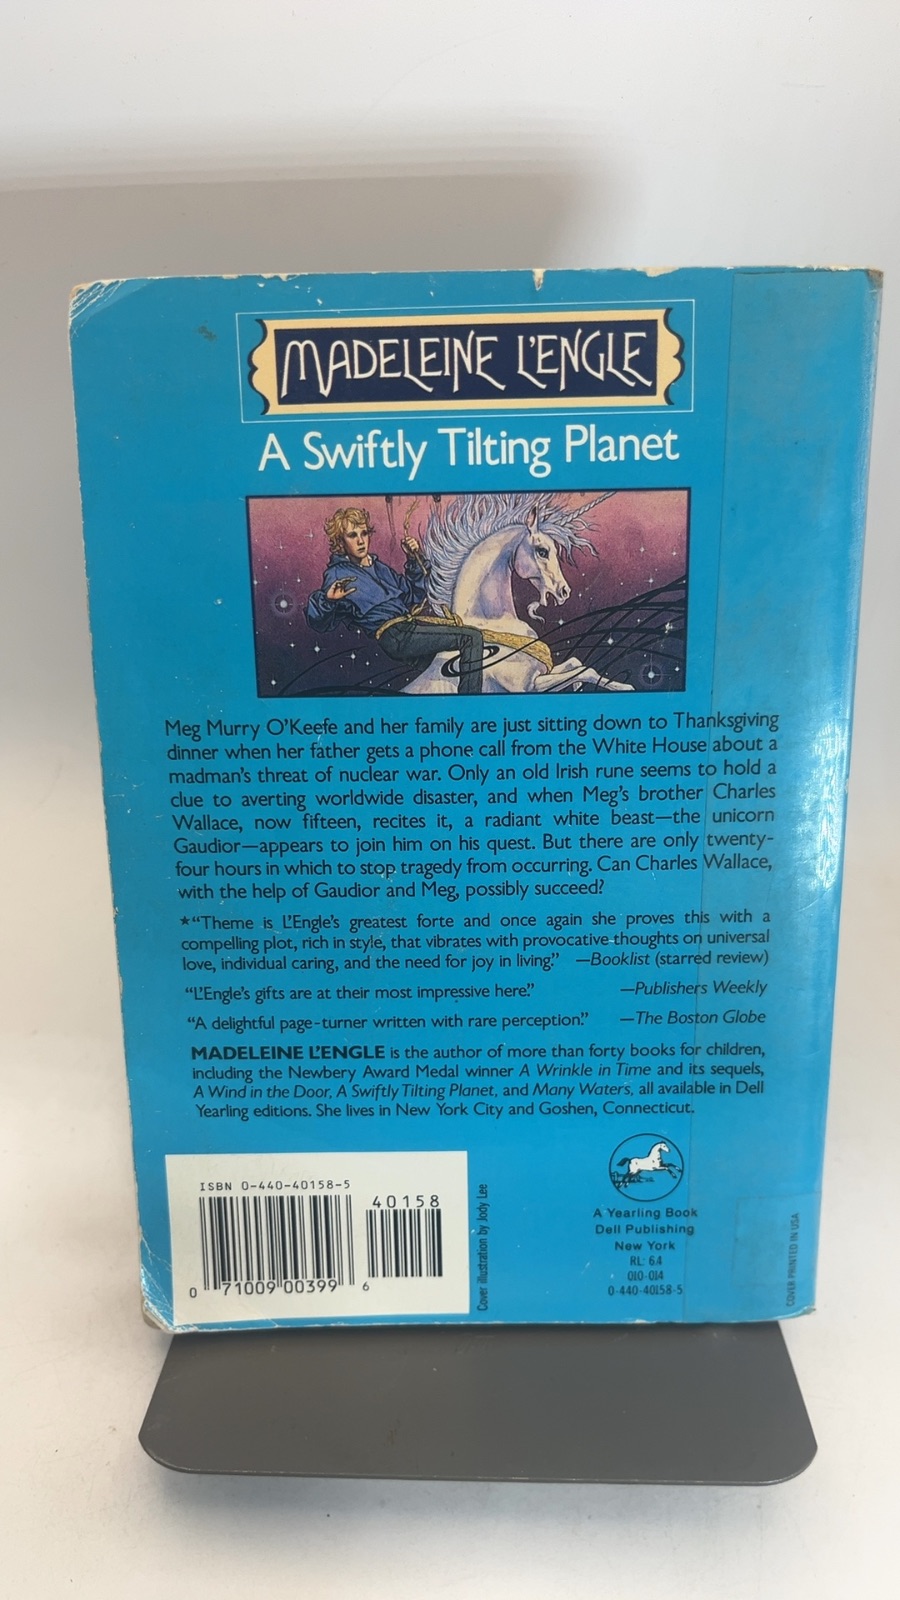 MADELEINE L'ENGLE
A Swiftly Tilting Planet
Meg Murry O'Keefe and her family are just sitting down to Thanksgiving
dinner when her father gets a phone call from the White House about a
madman's threat of nuclear war. Only an old Irish rune seems to hold a
clue to averting worldwide disaster, and when Meg's brother Charles
Wallace, now fifteen, recites it, a radiant white beast—the unicorn
Gaudior—appears to join him on his quest. But there are only twenty-
four hours in which to stop tragedy from occurring. Can Charles Wallace,
with the help of Gaudior and Meg, possibly succeed?
★"Theme is L'Engle's greatest forte and once again she proves this with a
compelling plot, rich in style, that vibrates with provocative thoughts on universal
love, individual caring, and the need for joy in living." —Booklist (starred review)
"L'Engle's gifts are at their most impressive here." —Publishers Weekly
"A delightful page-turner written with rare perception." —The Boston Globe
MADELEINE L'ENGLE is the author of more than forty books for children,
including the Newbery Award Medal winner A Wrinkle in Time and its sequels,
A Wind in the Door, A Swiftly Tilting Planet, and Many Waters, all available in Dell
Yearling editions. She lives in New York City and Goshen, Connecticut.
ISBN 0-440-40158-5
40158
0 71009 00399 6
Cover illustration by Jody Lee
A Yearling Book
Dell Publishing
New York
RL: 6.4
010-014
0-440-40158-5
COVER PRINTED IN USA